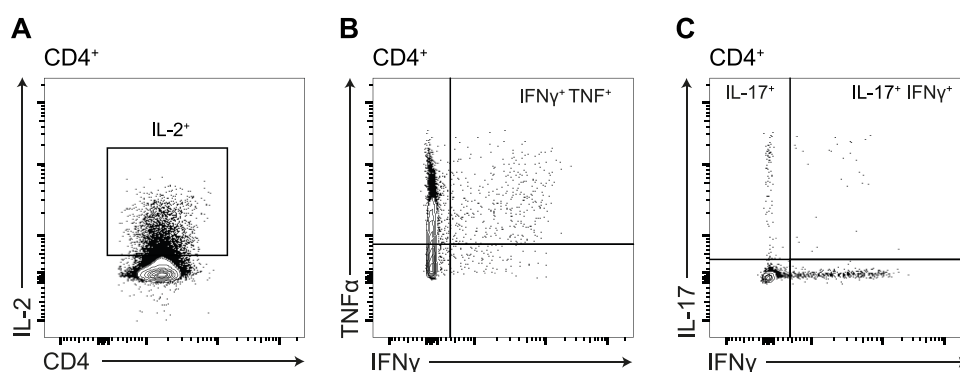 A
CD4⁺
IL-2⁺
IL-2
CD4
B
CD4⁺
IFNγ⁺ TNF⁺
TNFα
IFNγ
C
CD4⁺
IL-17⁺
IL-17⁺ IFNγ⁺
IL-17
IFNγ